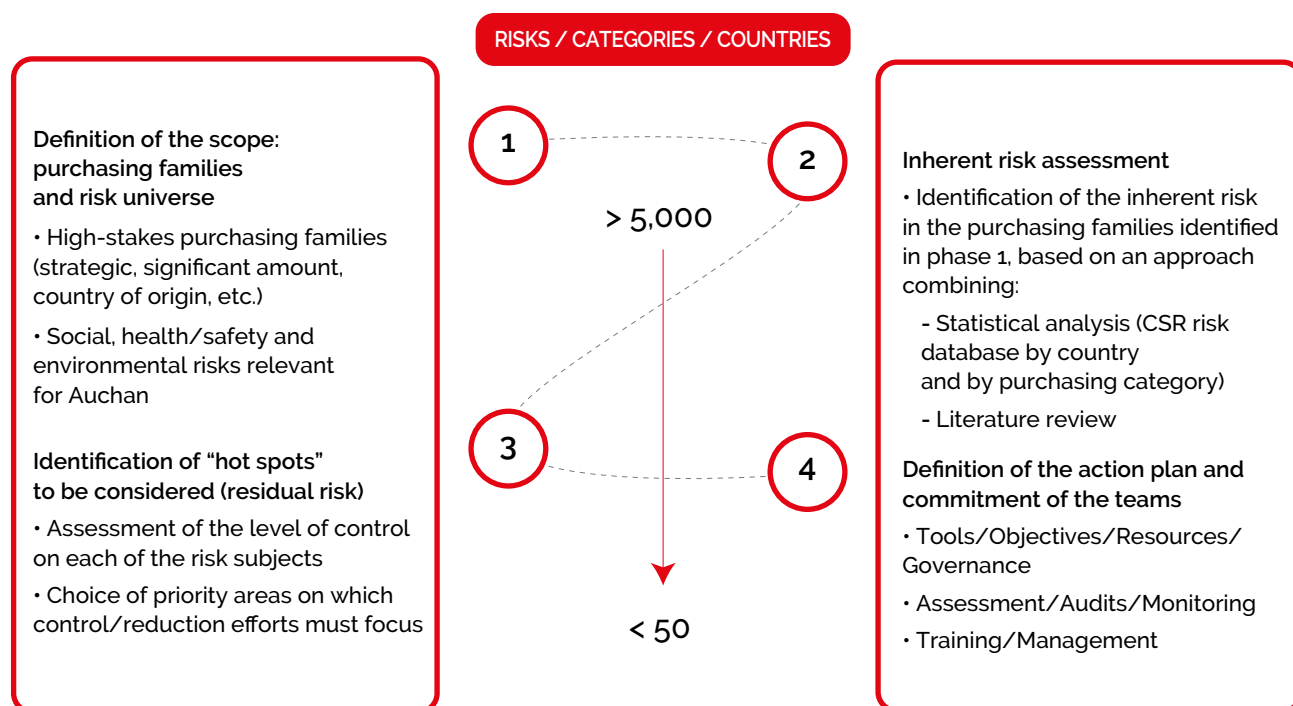 RISKS / CATEGORIES / COUNTRIES
Definition of the scope:
purchasing families
and risk universe
• High-stakes purchasing families
(strategic, significant amount,
country of origin, etc.)
• Social, health/safety and
environmental risks relevant
for Auchan
Identification of “hot spots”
to be considered (residual risk)
• Assessment of the level of control
on each of the risk subjects
• Choice of priority areas on which
control/reduction efforts must focus
1
2
> 5,000
3
4
< 50
Inherent risk assessment
• Identification of the inherent risk
in the purchasing families identified
in phase 1, based on an approach
combining:
- Statistical analysis (CSR risk
database by country
and by purchasing category)
- Literature review
Definition of the action plan and
commitment of the teams
• Tools/Objectives/Resources/
Governance
• Assessment/Audits/Monitoring
• Training/Management